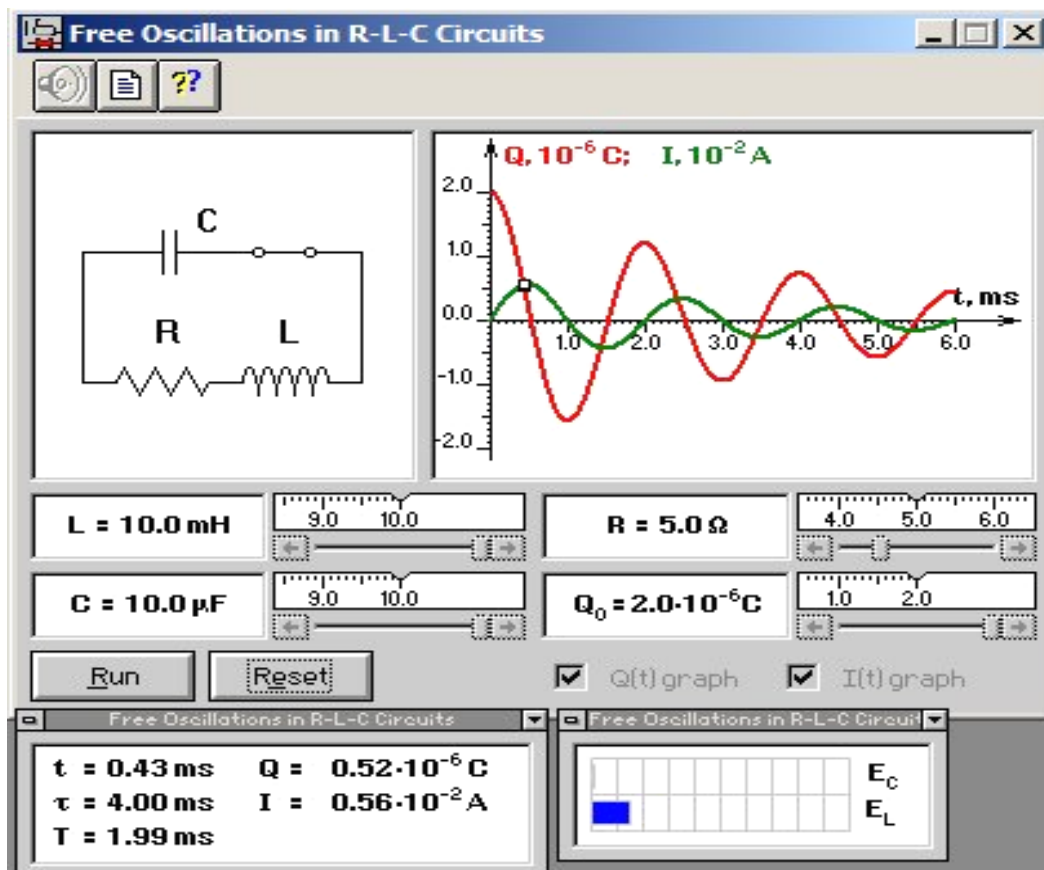 Free Oscillations in R-L-C Circuits
??
Q, 10⁻⁶ C; I, 10⁻² A
2.0
1.0
0.0
-1.0
-2.0
1.0 2.0 3.0 4.0 5.0 6.0
t, ms
C
R L
L = 10.0 mH
9.0 10.0
R = 5.0 Ω
4.0 5.0 6.0
C = 10.0 μF
9.0 10.0
Q₀ = 2.0·10⁻⁶C
1.0 2.0
Run
Reset
Q(t) graph
I(t) graph
Free Oscillations in R-L-C Circuits
t = 0.43 ms Q = 0.52·10⁻⁶ C
τ = 4.00 ms I = 0.56·10⁻² A
T = 1.99 ms
Free Oscillations in R-L-C Circuit
E_C
E_L